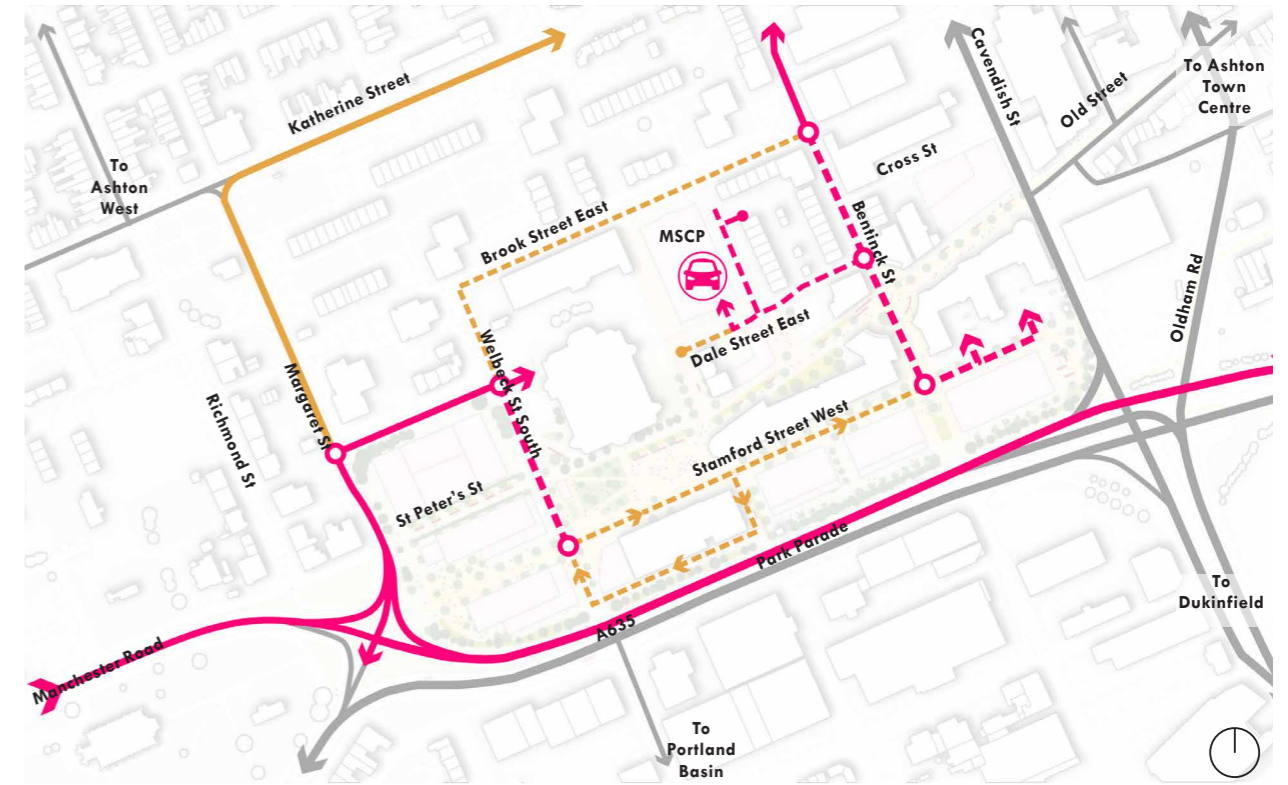 Cavendish St
Old Street
To Ashton
Town
Centre
Katherine Street
To
Ashton
West
Cross St
Brook Street East
MSCP
Bentinck St
Oldham Rd
Dale Street East
Welbeck St South
Margaret St
Richmond St
Stamford Street West
St Peter's St
Park Parade
To
Dukinfield
A635
Manchester Road
To
Portland
Basin